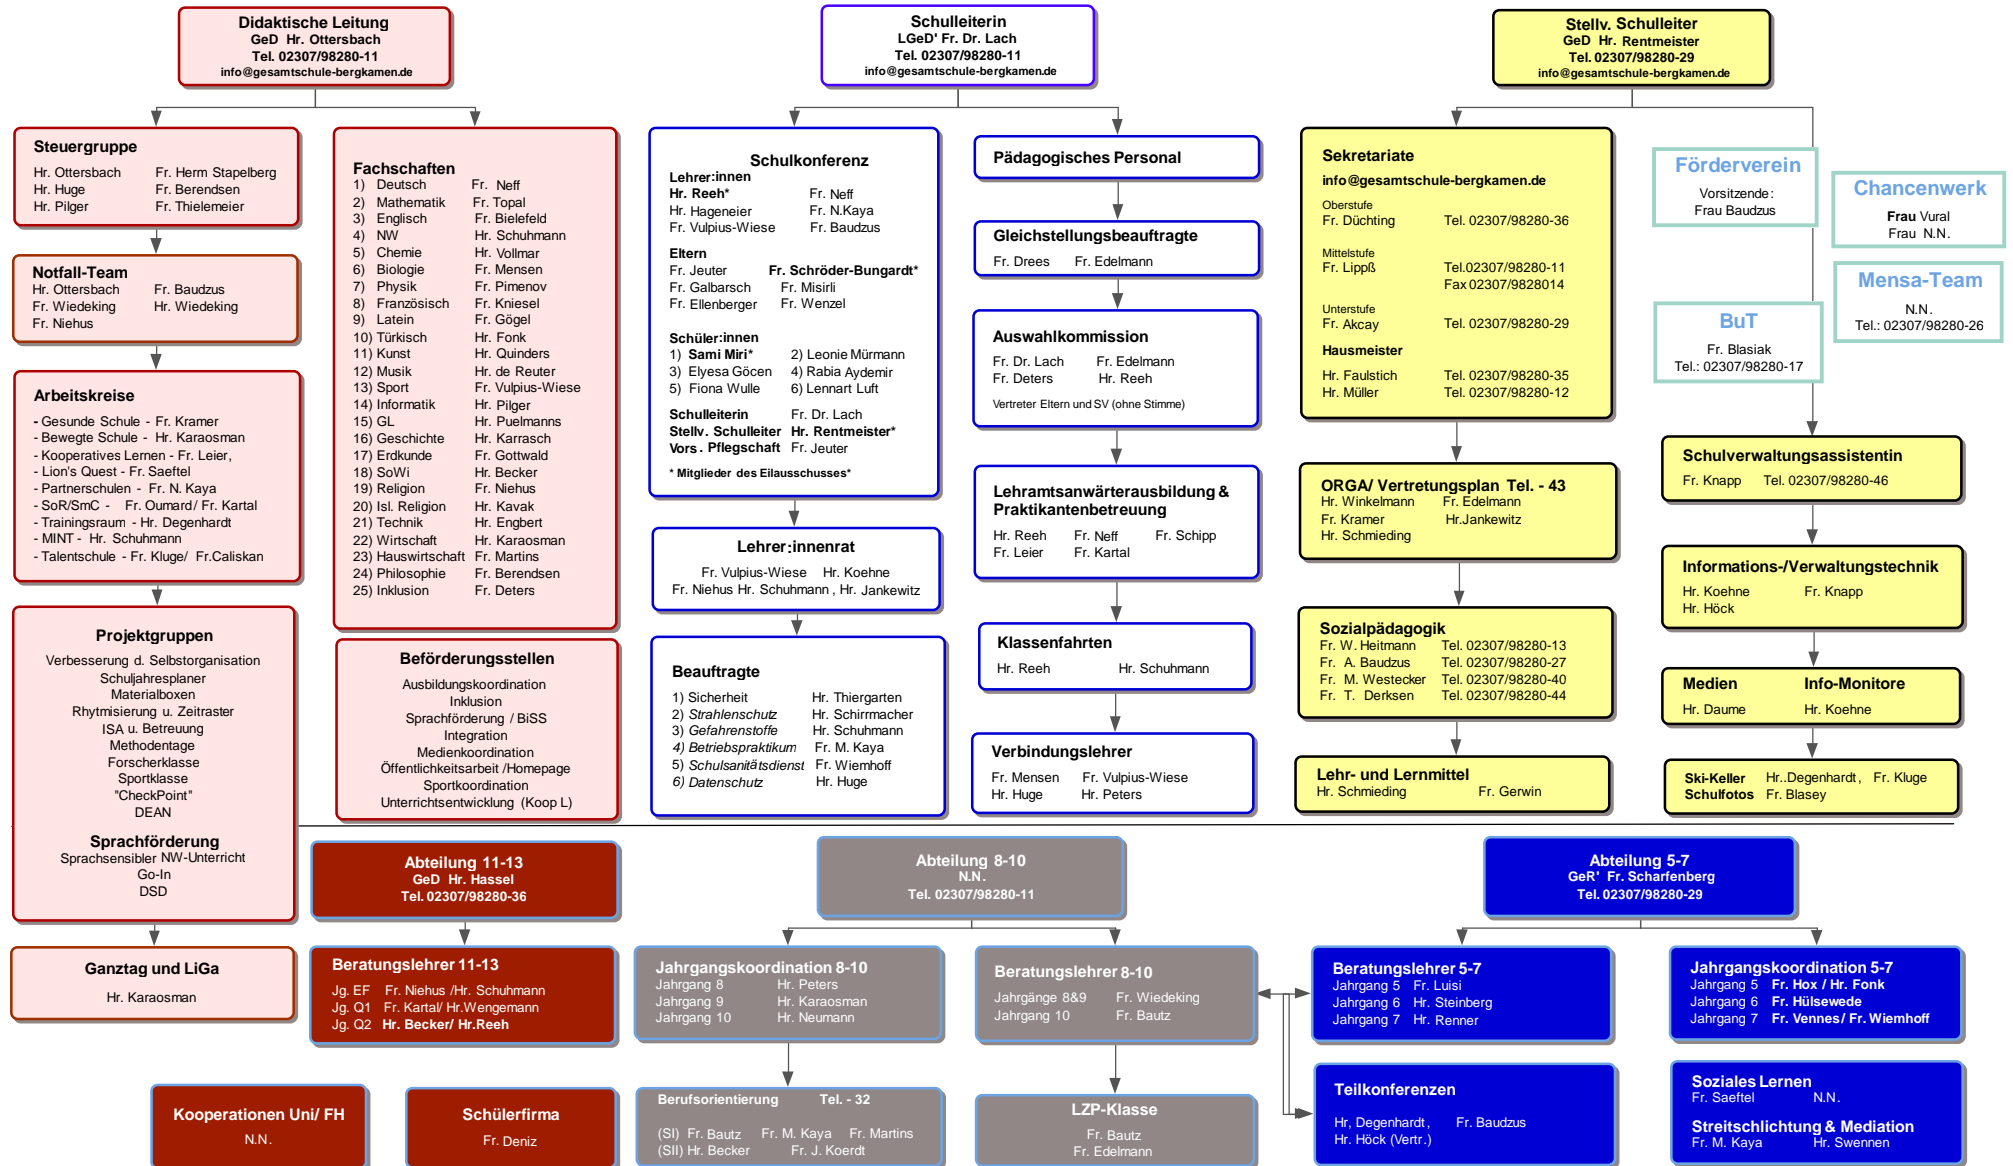 Didaktische Leitung
GeD Hr. Ottersbach
Tel. 02307/98280-11
info@gesamtschule-bergkamen.de
Schulleiterin
LGeD' Fr. Dr. Lach
Tel. 02307/98280-11
info@gesamtschule-bergkamen.de
Stellv. Schulleiter
GeD Hr. Rentmeister
Tel. 02307/98280-29
info@gesamtschule-bergkamen.de
Steuergruppe
Hr. Ottersbach Fr. Herm Stapelberg
Hr. Huge Fr. Berendsen
Hr. Pilger Fr. Thielemeier
Notfall-Team
Hr. Ottersbach Fr. Baudzus
Fr. Wiedeking Hr. Wiedeking
Fr. Niehus
Arbeitskreise
- Gesunde Schule - Fr. Kramer
- Bewegte Schule - Hr. Karaosman
- Kooperatives Lernen - Fr. Leier,
- Lion's Quest - Fr. Saeftel
- Partnerschulen - Fr. N. Kaya
- SoR/SmC - Fr. Oumard/ Fr. Kartal
- Trainingsraum - Hr. Degenhardt
- MINT - Hr. Schuhmann
- Talentschule - Fr. Kluge/ Fr.Caliskan
Projektgruppen
Verbesserung d. Selbstorganisation
Schuljahresplaner
Materialboxen
Rhytmisierung u. Zeitraster
ISA u. Betreuung
Methodentage
Forscherklasse
Sportklasse
"CheckPoint"
DEAN
Sprachförderung
Sprachsensibler NW-Unterricht
Go-In
DSD
Ganztag und LiGa
Hr. Karaosman
Fachschaften
1) Deutsch Fr. Neff
2) Mathematik Fr. Topal
3) Englisch Fr. Bielefeld
4) NW Hr. Schuhmann
5) Chemie Hr. Vollmar
6) Biologie Fr. Mensen
7) Physik Fr. Pimenov
8) Französisch Fr. Kniesel
9) Latein Fr. Gögel
10) Türkisch Hr. Fonk
11) Kunst Hr. Quinders
12) Musik Hr. de Reuter
13) Sport Fr. Vulpius-Wiese
14) Informatik Hr. Pilger
15) GL Hr. Puelmanns
16) Geschichte Hr. Karrasch
17) Erdkunde Fr. Gottwald
18) SoWi Hr. Becker
19) Religion Fr. Niehus
20) Isl. Religion Hr. Kavak
21) Technik Hr. Engbert
22) Wirtschaft Hr. Karaosman
23) Hauswirtschaft Fr. Martins
24) Philosophie Fr. Berendsen
25) Inklusion Fr. Deters
Beförderungsstellen
Ausbildungskoordination
Inklusion
Sprachförderung / BiSS
Integration
Medienkoordination
Öffentlichkeitsarbeit /Homepage
Sportkoordination
Unterrichtsentwicklung (Koop L)
Schulkonferenz
Lehrer:innen
Hr. Reeh* Fr. Neff
Hr. Hageneier Fr. N.Kaya
Fr. Vulpius-Wiese Fr. Baudzus
Eltern
Fr. Jeuter Fr. Schröder-Bungardt*
Fr. Galbarsch Fr. Misirli
Fr. Ellenberger Fr. Wenzel
Schüler:innen
1) Sami Miri* 2) Leonie Mürmann
3) Elyesa Göcen 4) Rabia Aydemir
5) Fiona Wulle 6) Lennart Luft
Schulleiterin Fr. Dr. Lach
Stellv. Schulleiter Hr. Rentmeister*
Vors. Pflegschaft Fr. Jeuter
* Mitglieder des Eilausschusses*
Lehrer:innenrat
Fr. Vulpius-Wiese Hr. Koehne
Fr. Niehus Hr. Schuhmann , Hr. Jankewitz
Beauftragte
1) Sicherheit Hr. Thiergarten
2) Strahlenschutz Hr. Schirrmacher
3) Gefahrenstoffe Hr. Schuhmann
4) Betriebspraktikum Fr. M. Kaya
5) Schulsanitätsdienst Fr. Wiemhoff
6) Datenschutz Hr. Huge
Pädagogisches Personal
Gleichstellungsbeauftragte
Fr. Drees Fr. Edelmann
Auswahlkommission
Fr. Dr. Lach Fr. Edelmann
Fr. Deters Hr. Reeh
Vertreter Eltern und SV (ohne Stimme)
Lehramtsanwärterausbildung &
Praktikantenbetreuung
Hr. Reeh Fr. Neff Fr. Schipp
Fr. Leier Fr. Kartal
Klassenfahrten
Hr. Reeh Hr. Schuhmann
Verbindungslehrer
Fr. Mensen Fr. Vulpius-Wiese
Hr. Huge Hr. Peters
Sekretariate
info@gesamtschule-bergkamen.de
Oberstufe
Fr. Düchting Tel. 02307/98280-36
Mittelstufe
Fr. Lippß Tel.02307/98280-11
Fax 02307/9828014
Unterstufe
Fr. Akcay Tel. 02307/98280-29
Hausmeister
Hr. Faulstich Tel. 02307/98280-35
Hr. Müller Tel. 02307/98280-12
ORGA/ Vertretungsplan Tel. - 43
Hr. Winkelmann Fr. Edelmann
Fr. Kramer Hr.Jankewitz
Hr. Schmieding
Sozialpädagogik
Fr. W. Heitmann Tel. 02307/98280-13
Fr. A. Baudzus Tel. 02307/98280-27
Fr. M. Westecker Tel. 02307/98280-40
Fr. T. Derksen Tel. 02307/98280-44
Lehr- und Lernmittel
Hr. Schmieding Fr. Gerwin
Förderverein
Vorsitzende:
Frau Baudzus
Chancenwerk
Frau Vural
Frau N.N.
Mensa-Team
N.N.
Tel.: 02307/98280-26
BuT
Fr. Blasiak
Tel.: 02307/98280-17
Schulverwaltungsassistentin
Fr. Knapp Tel. 02307/98280-46
Informations-/Verwaltungstechnik
Hr. Koehne Fr. Knapp
Hr. Höck
Medien Info-Monitore
Hr. Daume Hr. Koehne
Ski-Keller Hr..Degenhardt, Fr. Kluge
Schulfotos Fr. Blasey
Abteilung 11-13
GeD Hr. Hassel
Tel. 02307/98280-36
Beratungslehrer 11-13
Jg. EF Fr. Niehus /Hr. Schuhmann
Jg. Q1 Fr. Kartal/ Hr.Wengemann
Jg. Q2 Hr. Becker/ Hr.Reeh
Kooperationen Uni/ FH
N.N.
Schülerfirma
Fr. Deniz
Abteilung 8-10
N.N.
Tel. 02307/98280-11
Jahrgangskoordination 8-10
Jahrgang 8 Hr. Peters
Jahrgang 9 Hr. Karaosman
Jahrgang 10 Hr. Neumann
Beratungslehrer 8-10
Jahrgänge 8&9 Fr. Wiedeking
Jahrgang 10 Fr. Bautz
Berufsorientierung Tel. - 32
(SI) Fr. Bautz Fr. M. Kaya Fr. Martins
(SII) Hr. Becker Fr. J. Koerdt
LZP-Klasse
Fr. Bautz
Fr. Edelmann
Abteilung 5-7
GeR' Fr. Scharfenberg
Tel. 02307/98280-29
Beratungslehrer 5-7
Jahrgang 5 Fr. Luisi
Jahrgang 6 Hr. Steinberg
Jahrgang 7 Hr. Renner
Jahrgangskoordination 5-7
Jahrgang 5 Fr. Hox / Hr. Fonk
Jahrgang 6 Fr. Hülsewede
Jahrgang 7 Fr. Vennes/ Fr. Wiemhoff
Teilkonferenzen
Hr, Degenhardt, Fr. Baudzus
Hr. Höck (Vertr.)
Soziales Lernen
Fr. Saeftel N.N.
Streitschlichtung & Mediation
Fr. M. Kaya Hr. Swennen